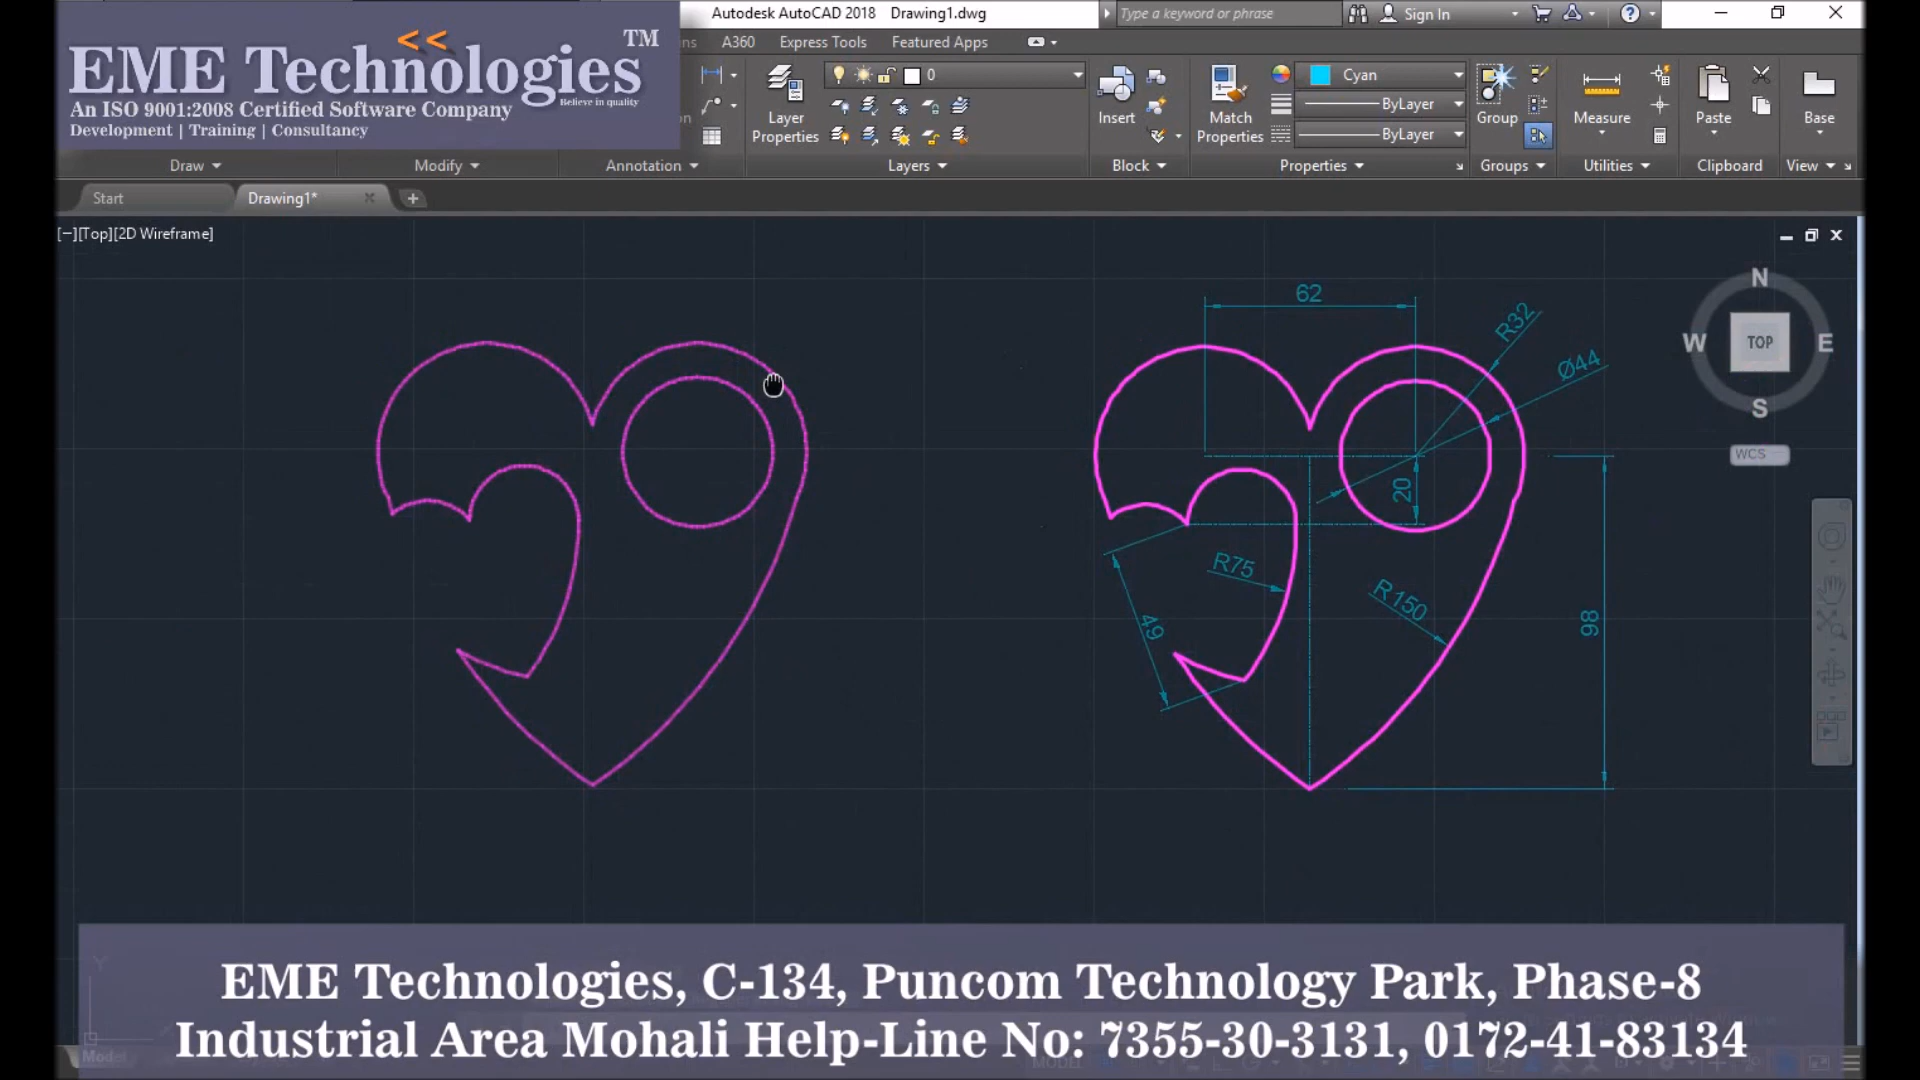 EME Technologies
TM
<<
Believe in quality
An ISO 9001:2008 Certified Software Company
Development | Training | Consultancy
Autodesk AutoCAD 2018 Drawing1.dwg
Type a keyword or phrase
Sign In
A360 Express Tools Featured Apps
0
Layer
Properties
Insert
Match
Properties
Cyan
ByLayer
ByLayer
Group
Measure
Paste
Base
Draw
Modify
Annotation
Layers
Block
Properties
Groups
Utilities
Clipboard
View
Start
Drawing1*
[−][Top][2D Wireframe]
N
W
TOP
E
S
WCS
62
R32
Ø44
20
R75
R150
49
98
Y
EME Technologies, C-134, Puncom Technology Park, Phase-8
Industrial Area Mohali Help-Line No: 7355-30-3131, 0172-41-83134
Model
MODEL